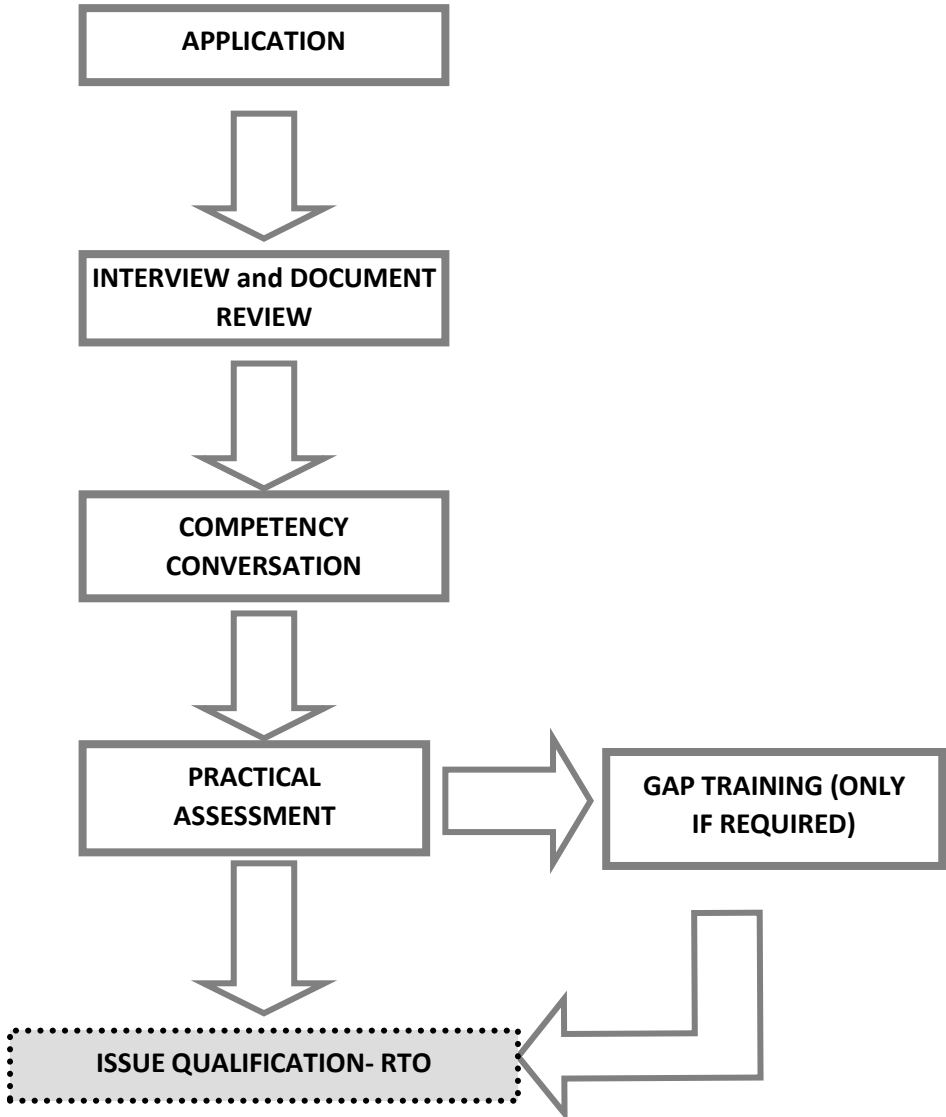 APPLICATION
INTERVIEW and DOCUMENT
REVIEW
COMPETENCY
CONVERSATION
PRACTICAL
ASSESSMENT
GAP TRAINING (ONLY
IF REQUIRED)
ISSUE QUALIFICATION- RTO